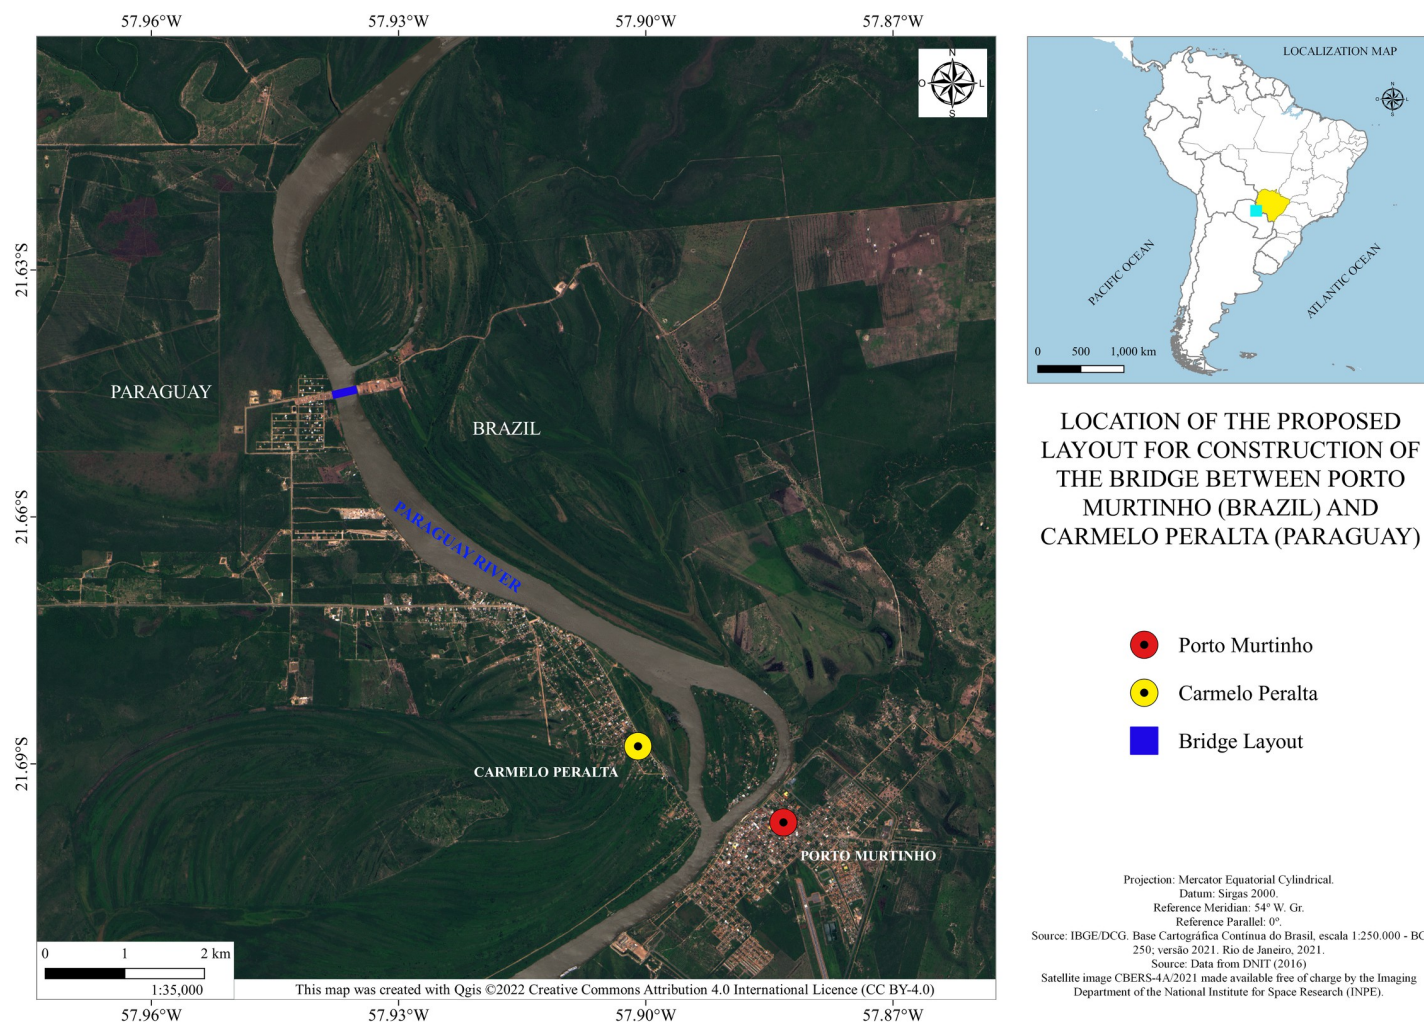 57.96°W 57.93°W 57.90°W 57.87°W
N
O L
S
21.63°S
21.66°S
21.69°S
PARAGUAY
BRAZIL
PARAGUAY RIVER
CARMELO PERALTA
PORTO MURTINHO
0 1 2 km
1:35,000
This map was created with Qgis ©2022 Creative Commons Attribution 4.0 International Licence (CC BY-4.0)
57.96°W 57.93°W 57.90°W 57.87°W
LOCALIZATION MAP
N
O L
S
PACIFIC OCEAN
ATLANTIC OCEAN
0 500 1,000 km
LOCATION OF THE PROPOSED
LAYOUT FOR CONSTRUCTION OF
THE BRIDGE BETWEEN PORTO
MURTINHO (BRAZIL) AND
CARMELO PERALTA (PARAGUAY)
Porto Murtinho
Carmelo Peralta
Bridge Layout
Projection: Mercator Equatorial Cylindrical.
Datum: Sirgas 2000.
Reference Meridian: 54º W. Gr.
Reference Parallel: 0º.
Source: IBGE/DCG. Base Cartográfica Contínua do Brasil, escala 1:250.000 - BC
250; versão 2021. Rio de Janeiro, 2021.
Source: Data from DNIT (2016)
Satellite image CBERS-4A/2021 made available free of charge by the Imaging
Department of the National Institute for Space Research (INPE).